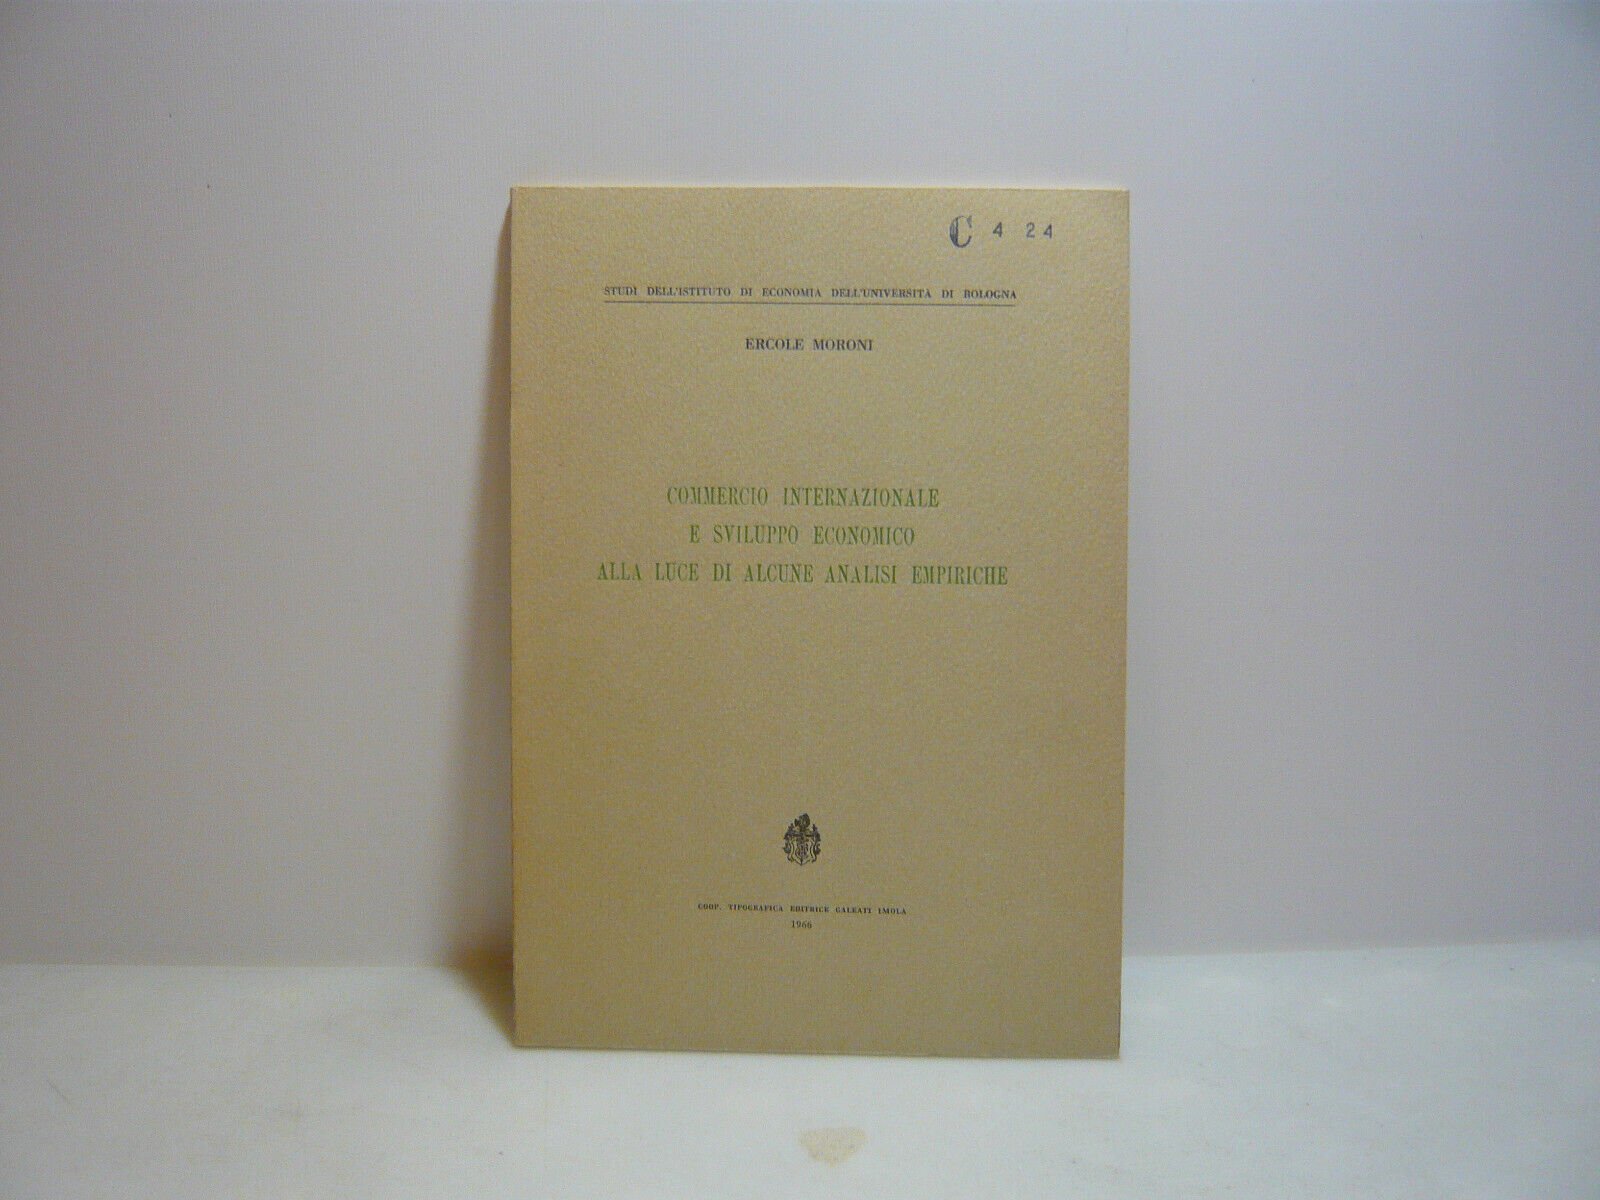 C 4 24
STUDI DELL'ISTITUTO DI ECONOMIA DELL'UNIVERSITÀ DI BOLOGNA
ERCOLE MORONI
COMMERCIO INTERNAZIONALE
E SVILUPPO ECONOMICO
ALLA LUCE DI ALCUNE ANALISI EMPIRICHE
COOP. TIPOGRAFICA EDITRICE GALEATI IMOLA
1966